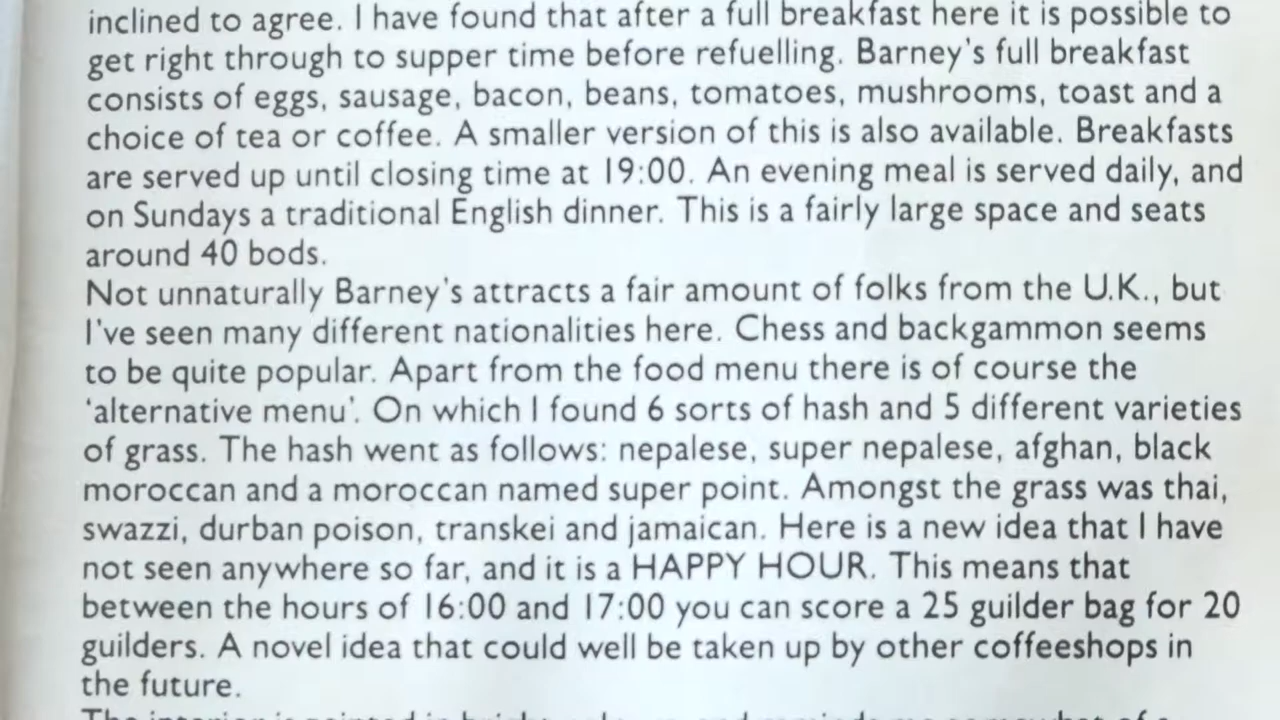 inclined to agree. I have found that after a full breakfast here it is possible to
get right through to supper time before refuelling. Barney's full breakfast
consists of eggs, sausage, bacon, beans, tomatoes, mushrooms, toast and a
choice of tea or coffee. A smaller version of this is also available. Breakfasts
are served up until closing time at 19:00. An evening meal is served daily, and
on Sundays a traditional English dinner. This is a fairly large space and seats
around 40 bods.
Not unnaturally Barney's attracts a fair amount of folks from the U.K., but
I've seen many different nationalities here. Chess and backgammon seems
to be quite popular. Apart from the food menu there is of course the
'alternative menu'. On which I found 6 sorts of hash and 5 different varieties
of grass. The hash went as follows: nepalese, super nepalese, afghan, black
moroccan and a moroccan named super point. Amongst the grass was thai,
swazzi, durban poison, transkei and jamaican. Here is a new idea that I have
not seen anywhere so far, and it is a HAPPY HOUR. This means that
between the hours of 16:00 and 17:00 you can score a 25 guilder bag for 20
guilders. A novel idea that could well be taken up by other coffeeshops in
the future.